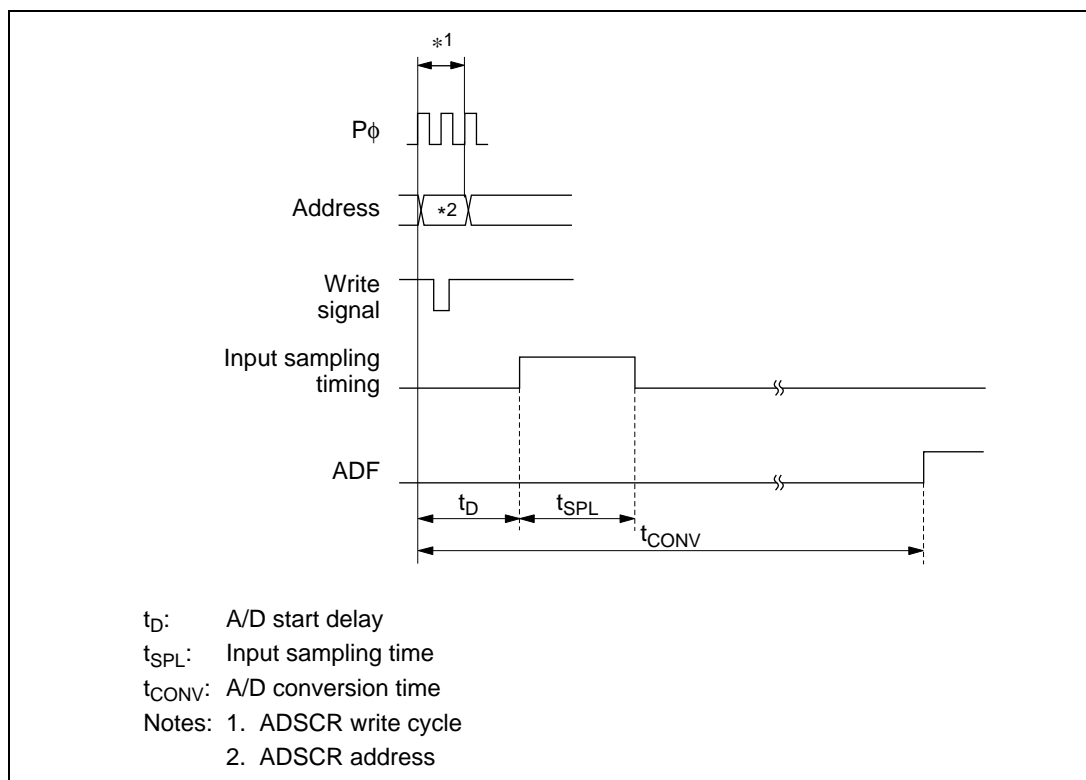 *1
Pϕ
Address
*2
Write
signal
Input sampling
timing
ADF
tD
tSPL
tCONV
tD: A/D start delay
tSPL: Input sampling time
tCONV: A/D conversion time
Notes: 1. ADSCR write cycle
2. ADSCR address